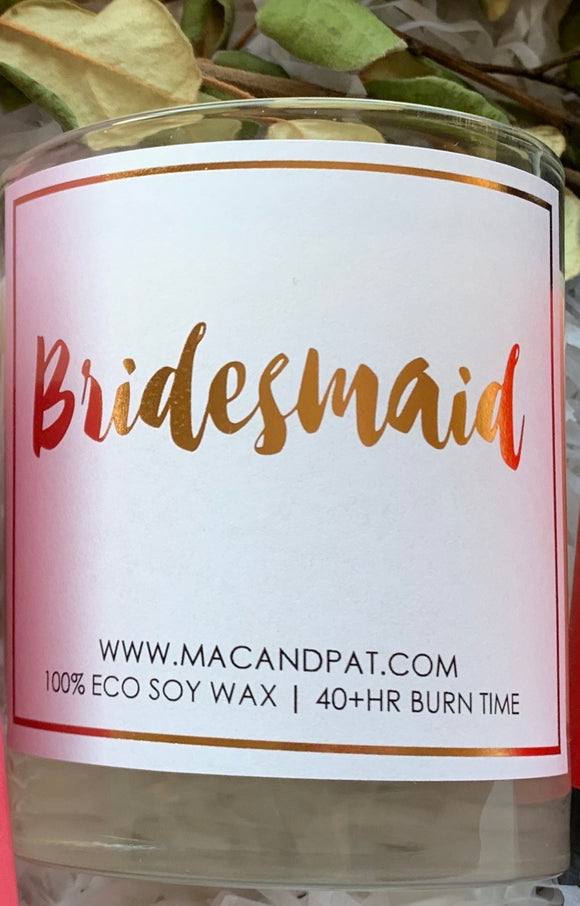 Bridesmaid
WWW.MACANDPAT.COM
100% ECO SOY WAX | 40+HR BURN TIME